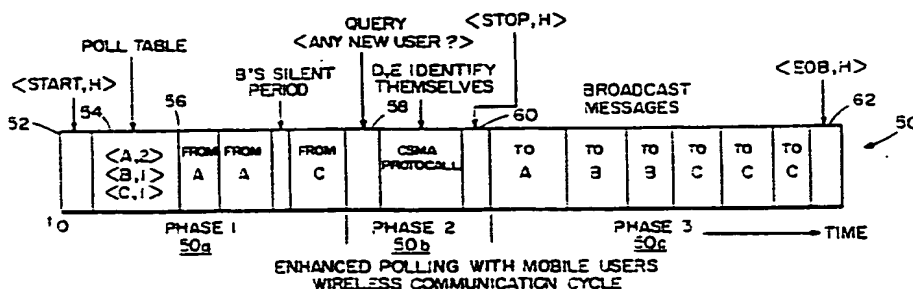 QUERY
<ANY NEW USER ?>
<STOP,H>
POLL TABLE
<START,H>
B'S SILENT
PERIOD
D,E IDENTIFY
THEMSELVES
BROADCAST
MESSAGES
<EOB,H>
52
54
56
58
60
62
50
<A,2>
<B,1>
<C,1>
FROM
A
FROM
A
FROM
C
CSMA
PROTOCALL
TO
A
TO
B
TO
B
TO
C
TO
C
TO
C
t0
PHASE 1
50a
PHASE 2
50b
PHASE 3
50c
TIME
ENHANCED POLLING WITH MOBILE USERS
WIRELESS COMMUNICATION CYCLE